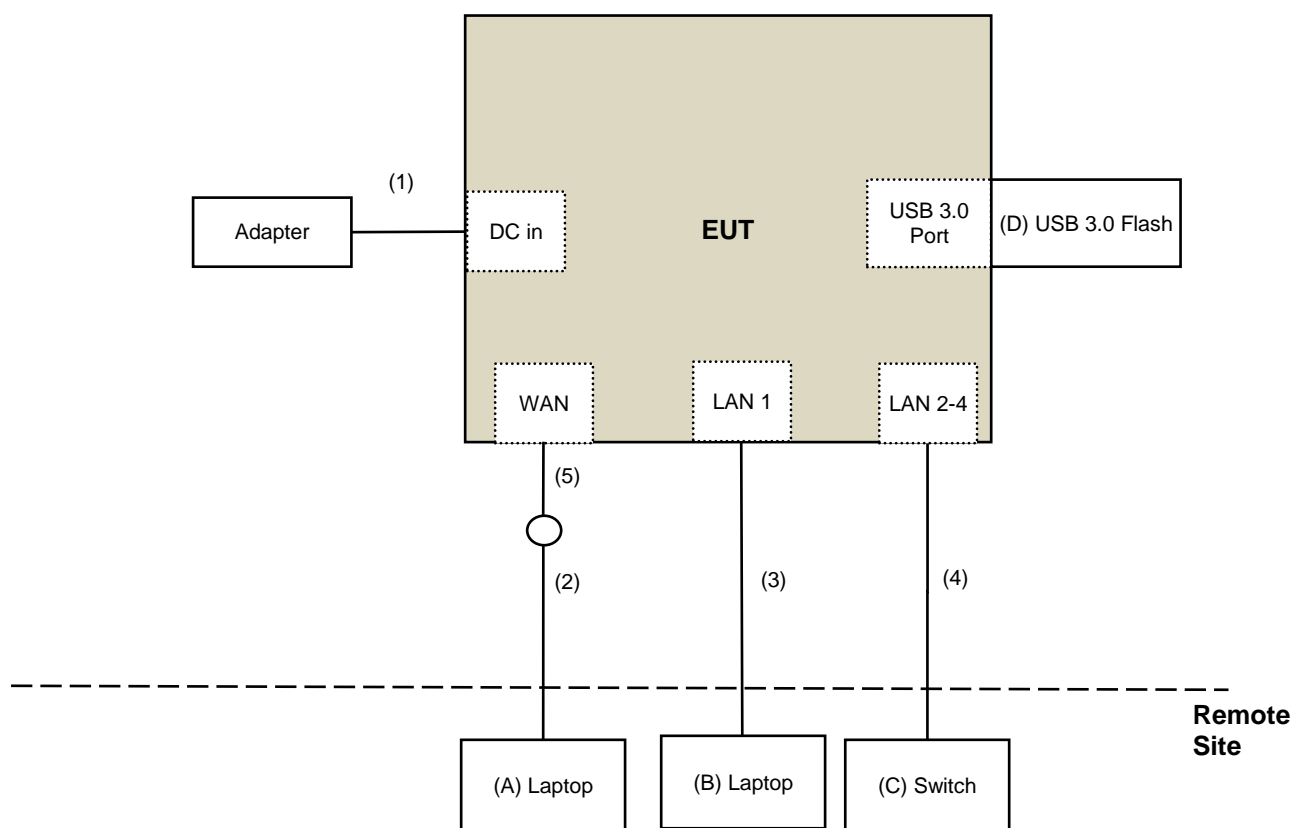 (1)
Adapter
DC in
EUT
USB 3.0
Port
(D) USB 3.0 Flash
WAN
LAN 1
LAN 2-4
(5)
(2)
(3)
(4)
Remote
Site
(A) Laptop
(B) Laptop
(C) Switch